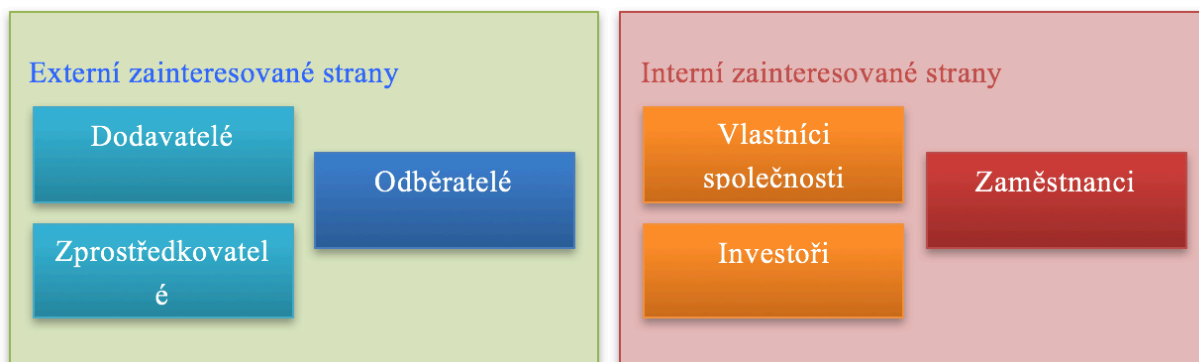 Externí zainteresované strany
Dodavatelé
Odběratelé
Zprostředkovatel
é
Interní zainteresované strany
Vlastníci
společnosti
Zaměstnanci
Investoři